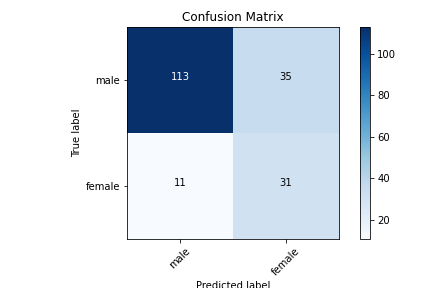 Confusion Matrix
True label
male
113
35
female
11
31
male
female
Predicted label
100
80
60
40
20